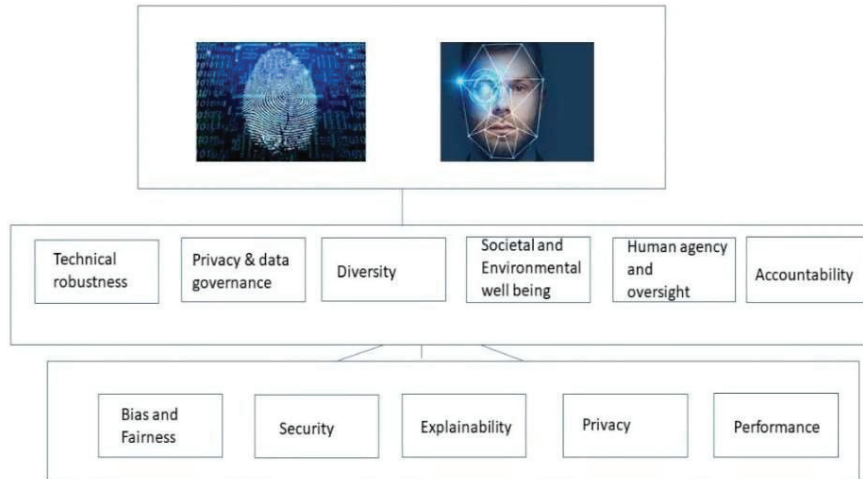 Technical
robustness
Privacy & data
governance
Diversity
Societal and
Environmental
well being
Human agency
and
oversight
Accountability
Bias and
Fairness
Security
Explainability
Privacy
Performance